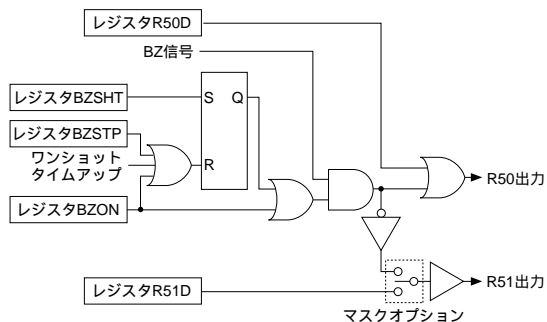 レジスタR50D
BZ信号
レジスタBZSHT
S
Q
レジスタBZSTP
ワンショット
タイムアップ
R
レジスタBZON
R50出力
レジスタR51D
R51出力
マスクオプション